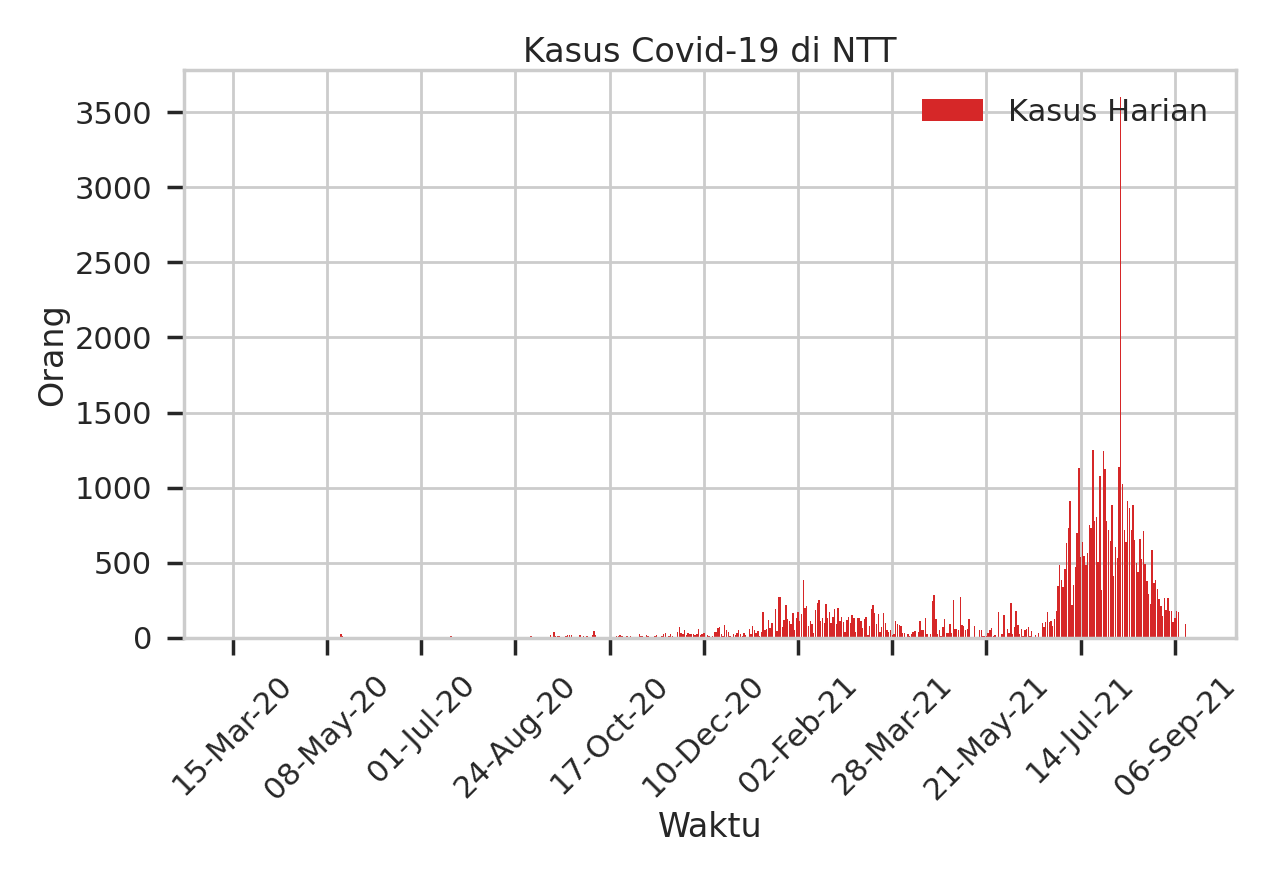 Kasus Covid-19 di NTT
Kasus Harian
Orang
3500
3000
2500
2000
1500
1000
500
0
15-Mar-20
08-May-20
01-Jul-20
24-Aug-20
17-Oct-20
10-Dec-20
02-Feb-21
28-Mar-21
21-May-21
14-Jul-21
06-Sep-21
Waktu